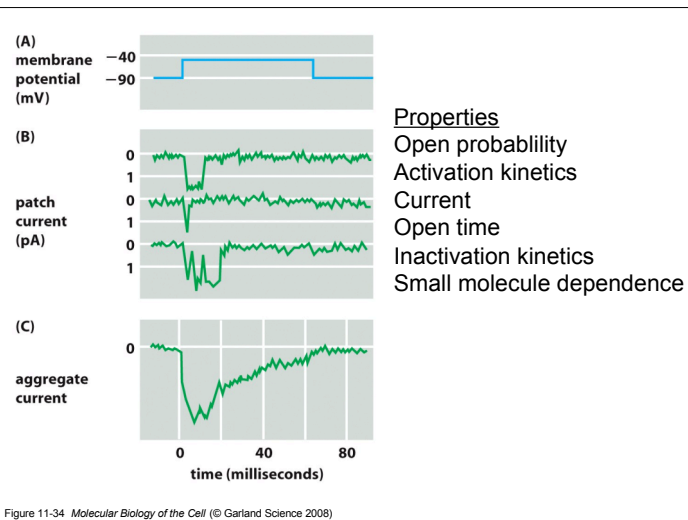 (A)
membrane
potential
(mV)
−40
−90
(B)
patch
current
(pA)
0
1
0
1
0
1
(C)
aggregate
current
0
0 40 80
time (milliseconds)
Properties
Open probablility
Activation kinetics
Current
Open time
Inactivation kinetics
Small molecule dependence
Figure 11-34 Molecular Biology of the Cell (© Garland Science 2008)